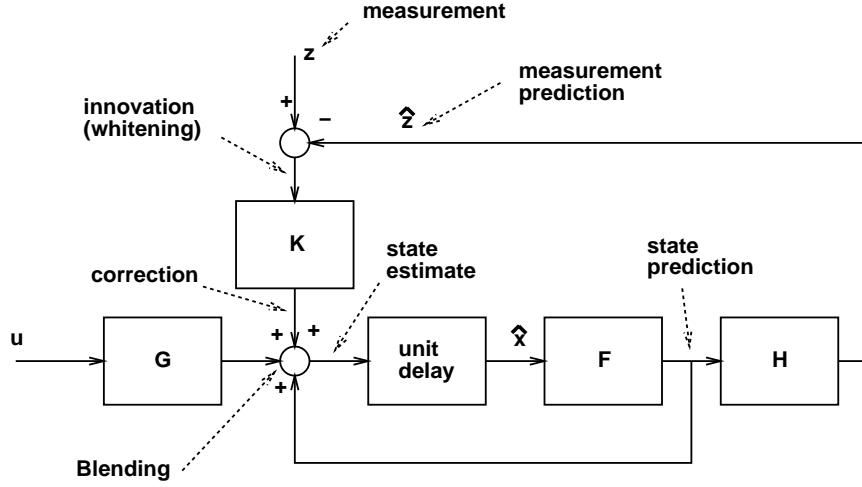 measurement
z
+
−
measurement
prediction
ẑ
innovation
(whitening)
K
state
estimate
state
prediction
correction
+
+
u
G
unit
delay
x̂
F
H
+
Blending